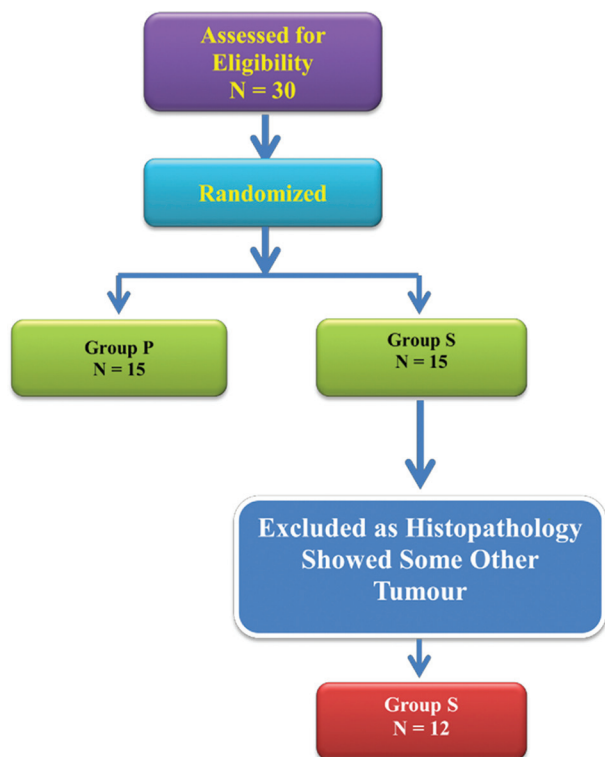 Assessed for
Eligibility
N = 30
Randomized
Group P
N = 15
Group S
N = 15
Excluded as Histopathology
Showed Some Other
Tumour
Group S
N = 12